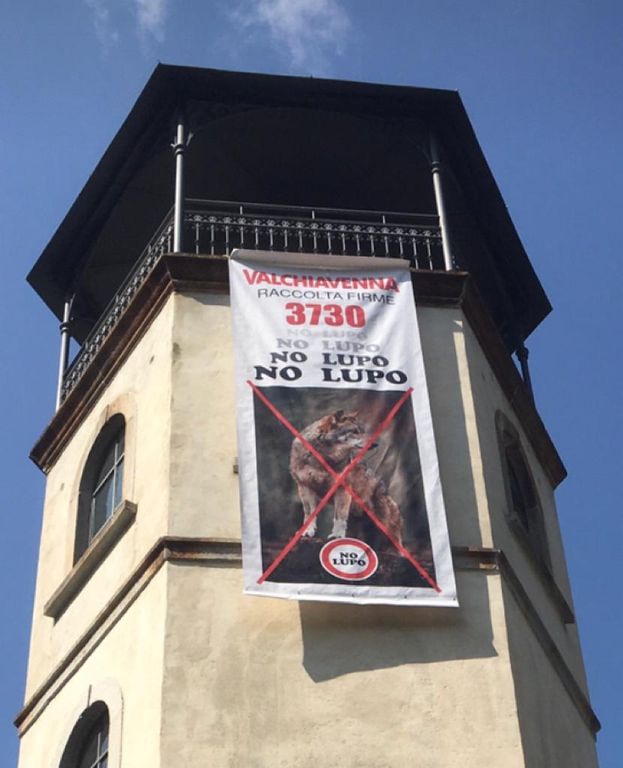 VALCHIAVENNA
RACCOLTA FIRME
3730
NO LUPO
NO LUPO
NO LUPO
NO LUPO
NO
LUPO